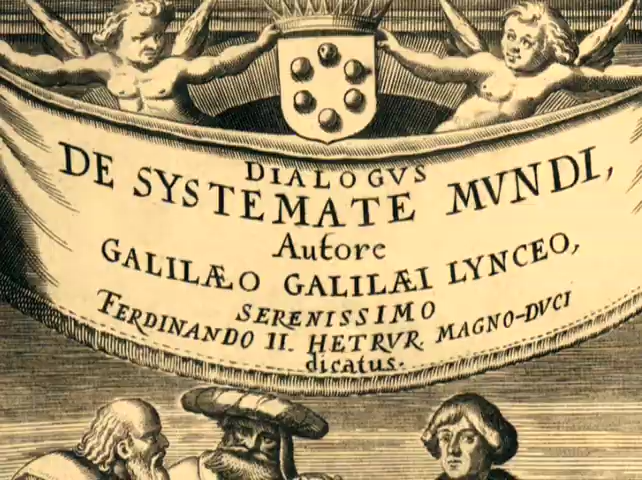 DIALOGVS
DE SYSTEMATE MVNDI,
Autore
GALILÆO GALILÆI LYNCEO,
SERENISSIMO
FERDINANDO II. HETRVR. MAGNO-DVCI
dicatus.